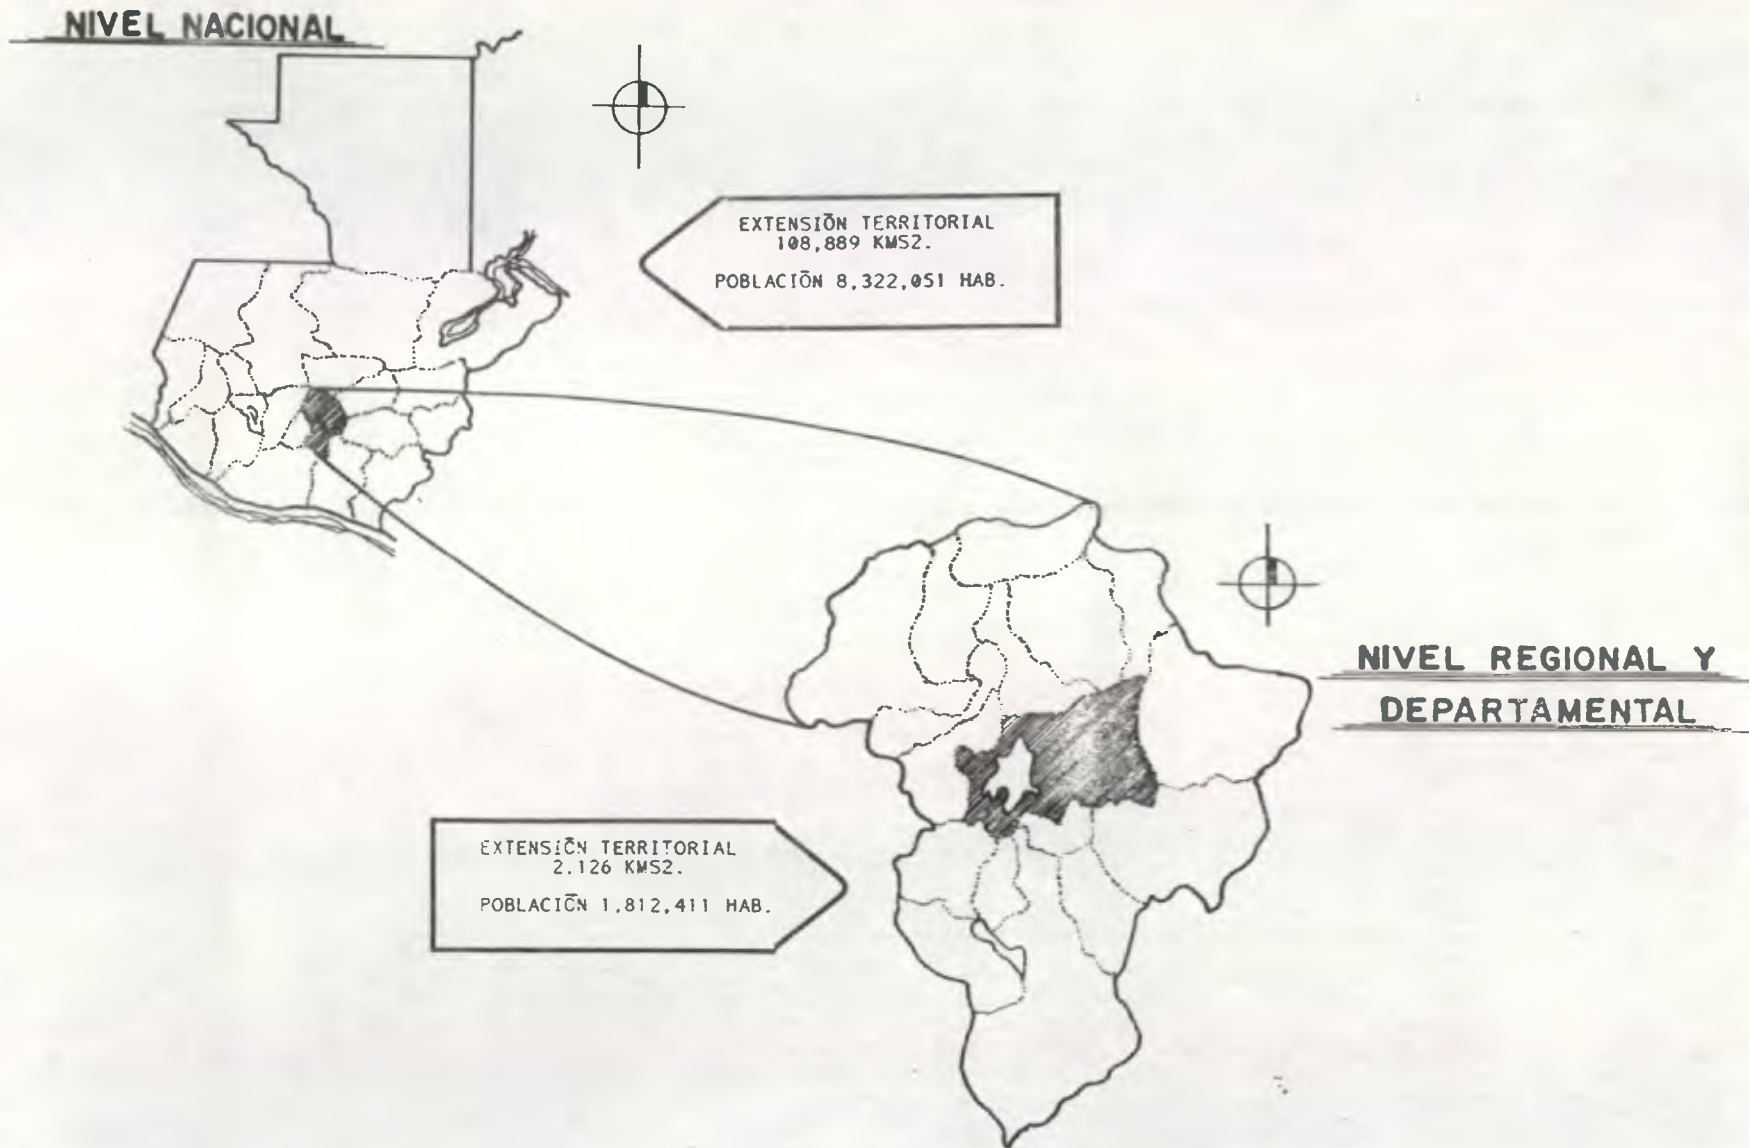 NIVEL NACIONAL
EXTENSIÓN TERRITORIAL
108,889 KMS2.
POBLACIÓN 8,322,051 HAB.
NIVEL REGIONAL Y
DEPARTAMENTAL
EXTENSIÓN TERRITORIAL
2.126 KMS2.
POBLACIÓN 1,812,411 HAB.